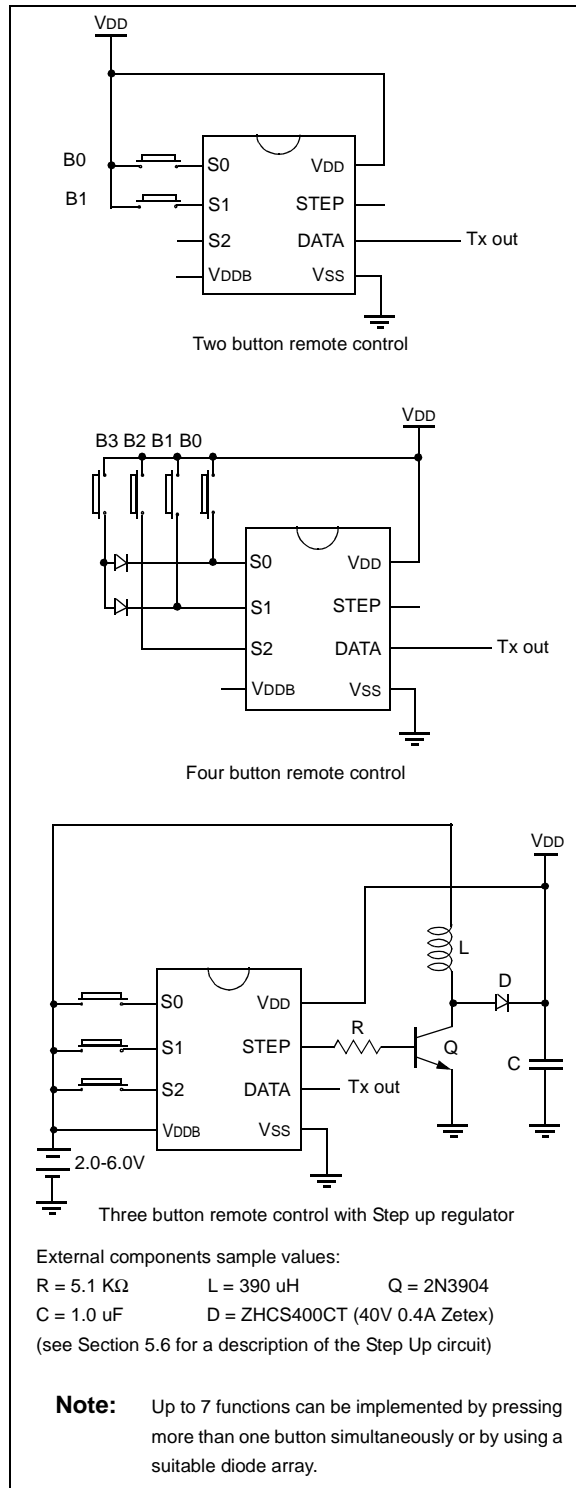 VDD
B0
B1
S0
S1
S2
VDDB
VDD
STEP
DATA
VSS
Tx out
Two button remote control
VDD
B3 B2 B1 B0
S0
S1
S2
VDDB
VDD
STEP
DATA
VSS
Tx out
Four button remote control
VDD
L
D
R
Q
C
S0
S1
S2
VDDB
VDD
STEP
DATA
VSS
Tx out
2.0-6.0V
Three button remote control with Step up regulator
External components sample values:
R = 5.1 KΩ L = 390 uH Q = 2N3904
C = 1.0 uF D = ZHCS400CT (40V 0.4A Zetex)
(see Section 5.6 for a description of the Step Up circuit)
Note: Up to 7 functions can be implemented by pressing
more than one button simultaneously or by using a
suitable diode array.